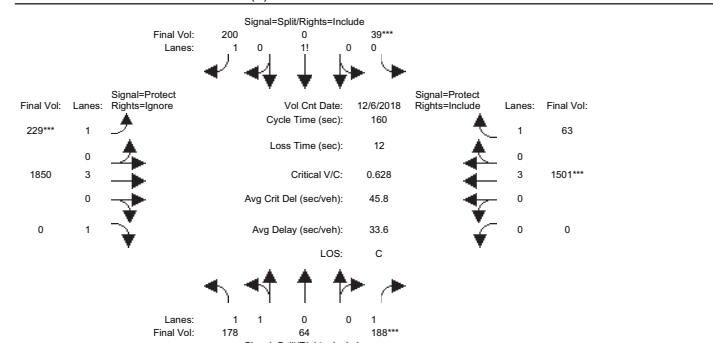 Signal=Split/Rights=Include
Final Vol: 200 0 39***
Lanes: 1 0 1! 0 0
Signal=Protect Signal=Protect
Final Vol: Lanes: Rights=Ignore Vol Cnt Date: 12/6/2018 Rights=Include Lanes: Final Vol:
229*** 1 Cycle Time (sec): 160 1 63
0 Loss Time (sec): 12 0
1850 3 Critical V/C: 0.628 3 1501***
0 Avg Crit Del (sec/veh): 45.8 0
0 1 Avg Delay (sec/veh): 33.6 0 0
LOS: C
Lanes: 1 1 0 0 1
Final Vol: 178 64 188***